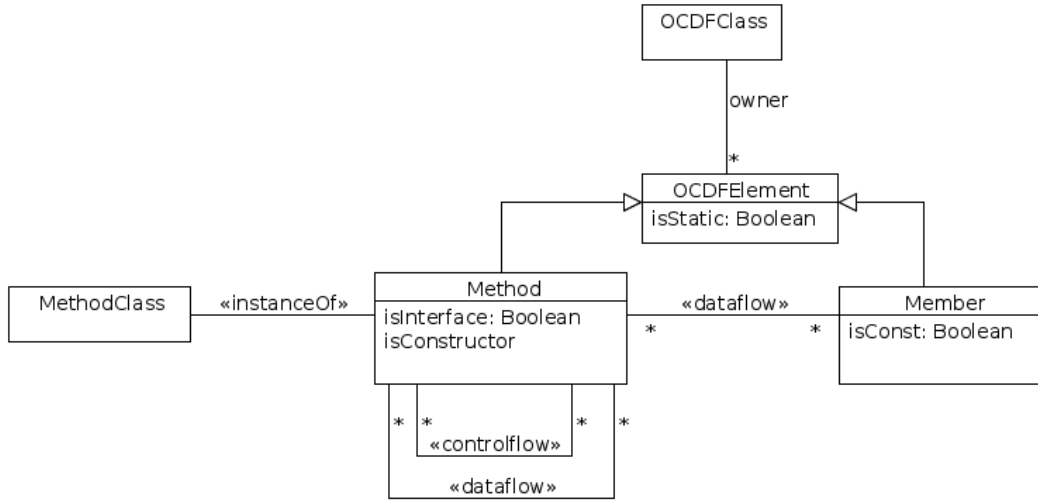 OCDFClass
owner
*
OCDFElement
isStatic: Boolean
MethodClass
«instanceOf»
Method
isInterface: Boolean
isConstructor
«dataflow»
* *
Member
isConst: Boolean
* * * *
«controlflow»
«dataflow»